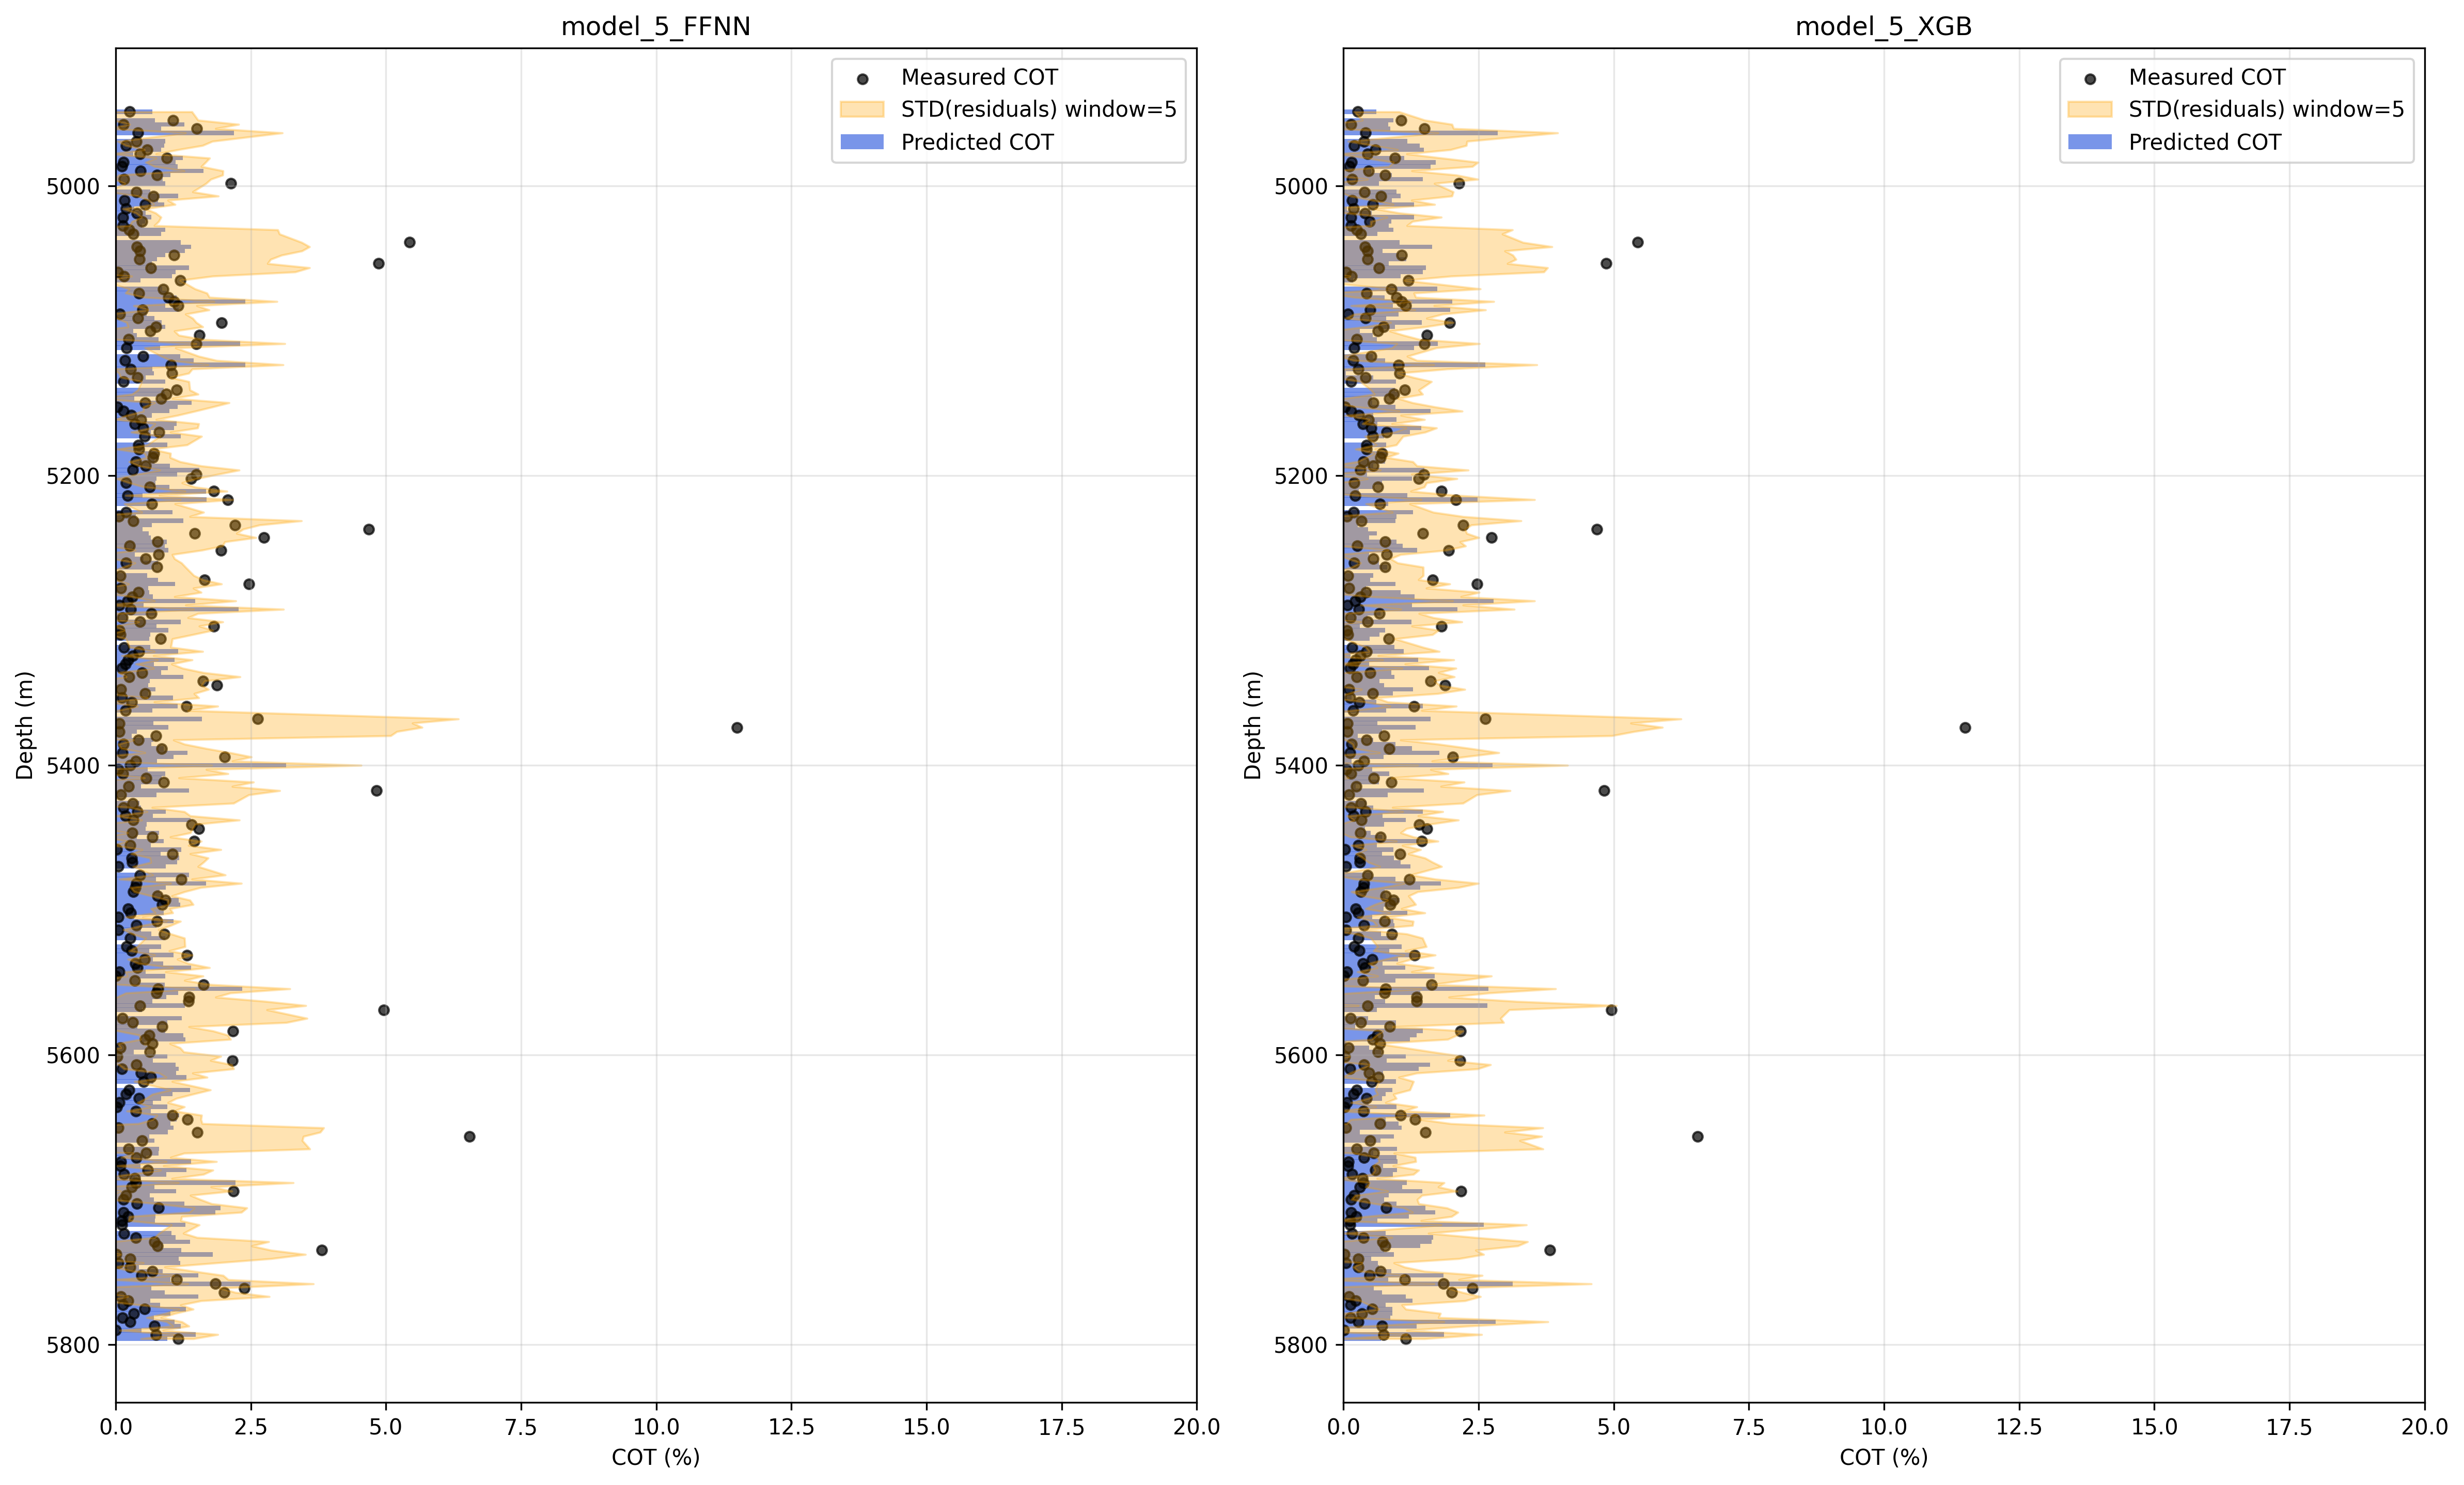 model_5_FFNN
Measured COT
STD(residuals) window=5
Predicted COT
5000
5200
5400
5600
5800
Depth (m)
0.0 2.5 5.0 7.5 10.0 12.5 15.0 17.5 20.0
COT (%)
model_5_XGB
Measured COT
STD(residuals) window=5
Predicted COT
5000
5200
5400
5600
5800
Depth (m)
0.0 2.5 5.0 7.5 10.0 12.5 15.0 17.5 20.0
COT (%)